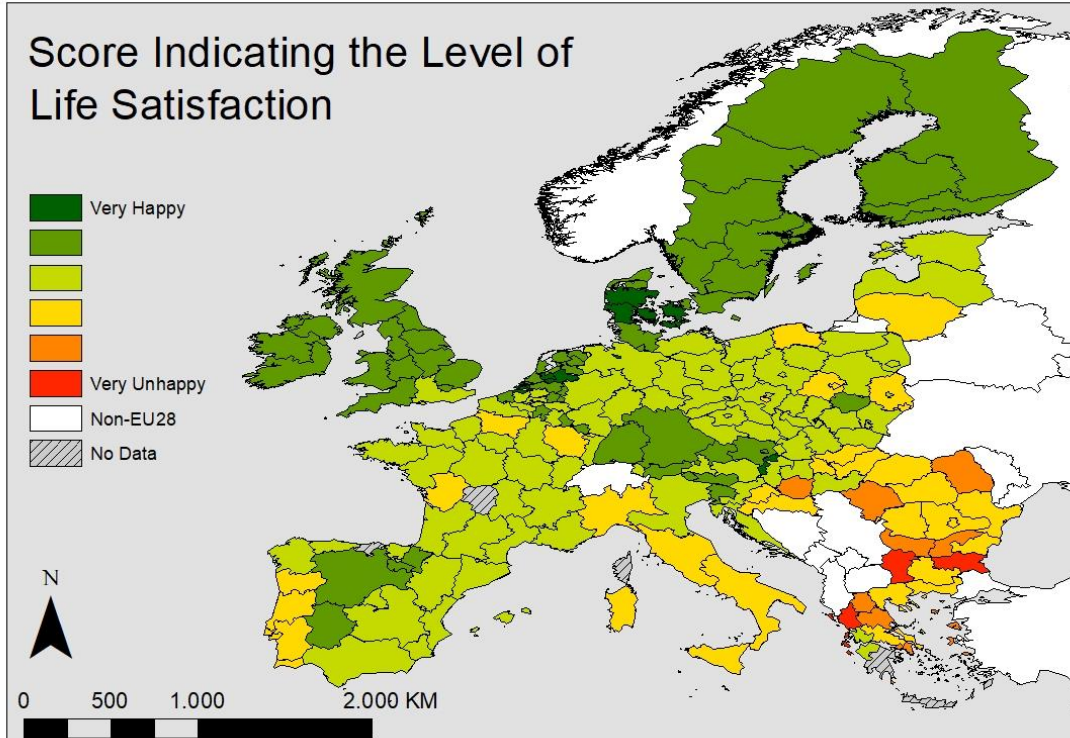 Score Indicating the Level of
Life Satisfaction
Very Happy
Very Unhappy
Non-EU28
No Data
N
0 500 1.000 2.000 KM